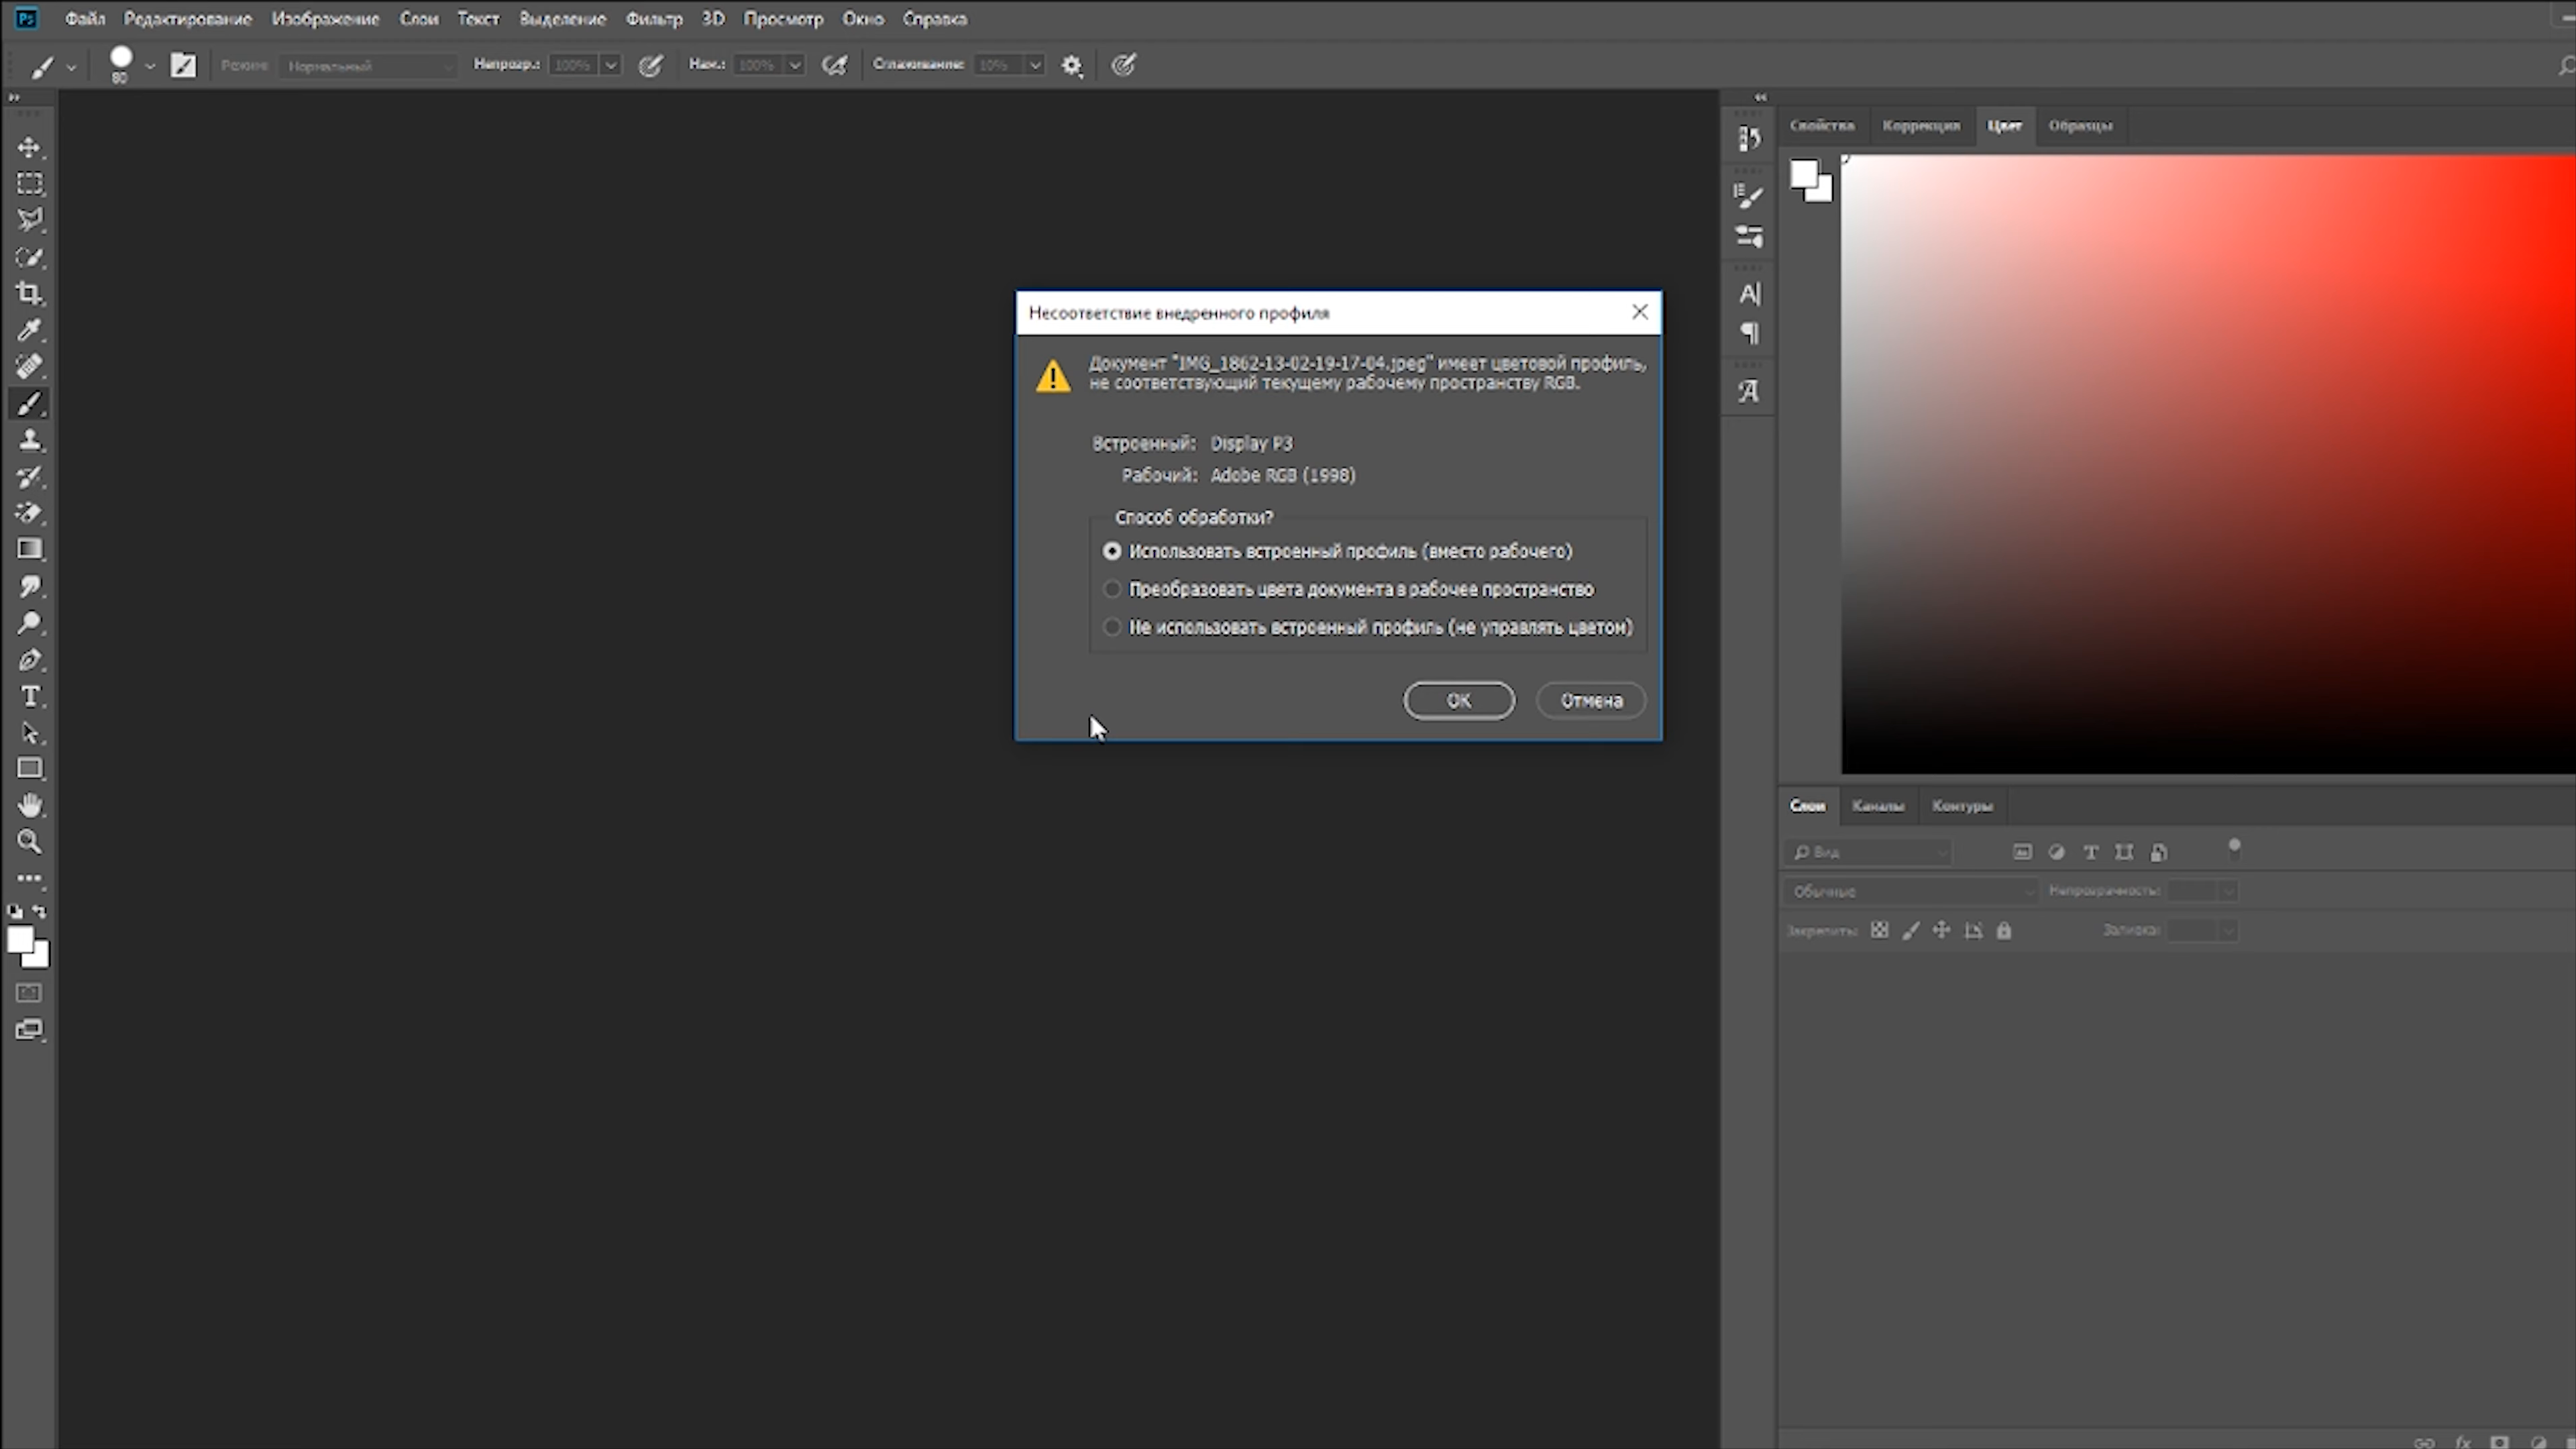 Ps Файл Редактирование Изображение Слои Текст Выделение Фильтр 3D Просмотр Окно Справка
80 Режим: Нормальный Непрозр.: 100% Наж.: 100% Сглаживание: 10%
Свойства Коррекция Цвет Образцы
Несоответствие внедренного профиля
Документ "IMG_1862-13-02-19-17-04.jpeg" имеет цветовой профиль,
не соответствующий текущему рабочему пространству RGB.
Встроенный: Display P3
Рабочий: Adobe RGB (1998)
Способ обработки?
Использовать встроенный профиль (вместо рабочего)
Преобразовать цвета документа в рабочее пространство
Не использовать встроенный профиль (не управлять цветом)
OK Отмена
Слои Каналы Контуры
Вид
Обычные Непрозрачность:
Закрепить: Заливка:
fx